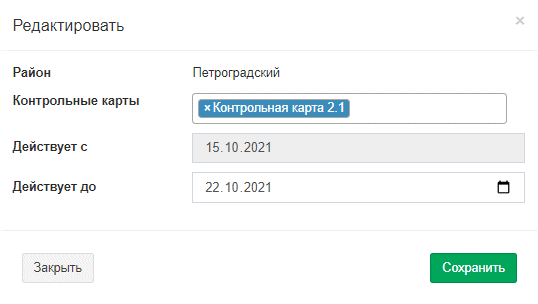 Редактировать ×
Район Петроградский
Контрольные карты ×Контрольная карта 2.1
Действует с 15.10.2021
Действует до 22.10.2021
Закрыть Сохранить